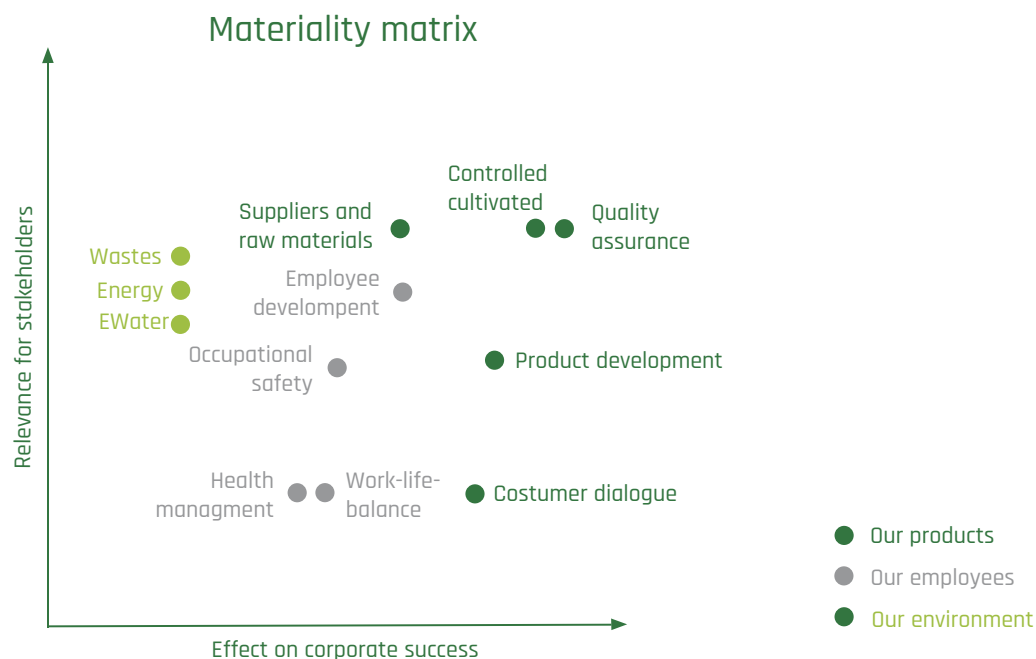 Materiality matrix
Relevance for stakeholders
Controlled
cultivated
Suppliers and
raw materials
Quality
assurance
Wastes
Employee
develompent
Energy
EWater
Occupational
safety
Product development
Health
managment
Work-life-
balance
Costumer dialogue
Our products
Our employees
Our environment
Effect on corporate success